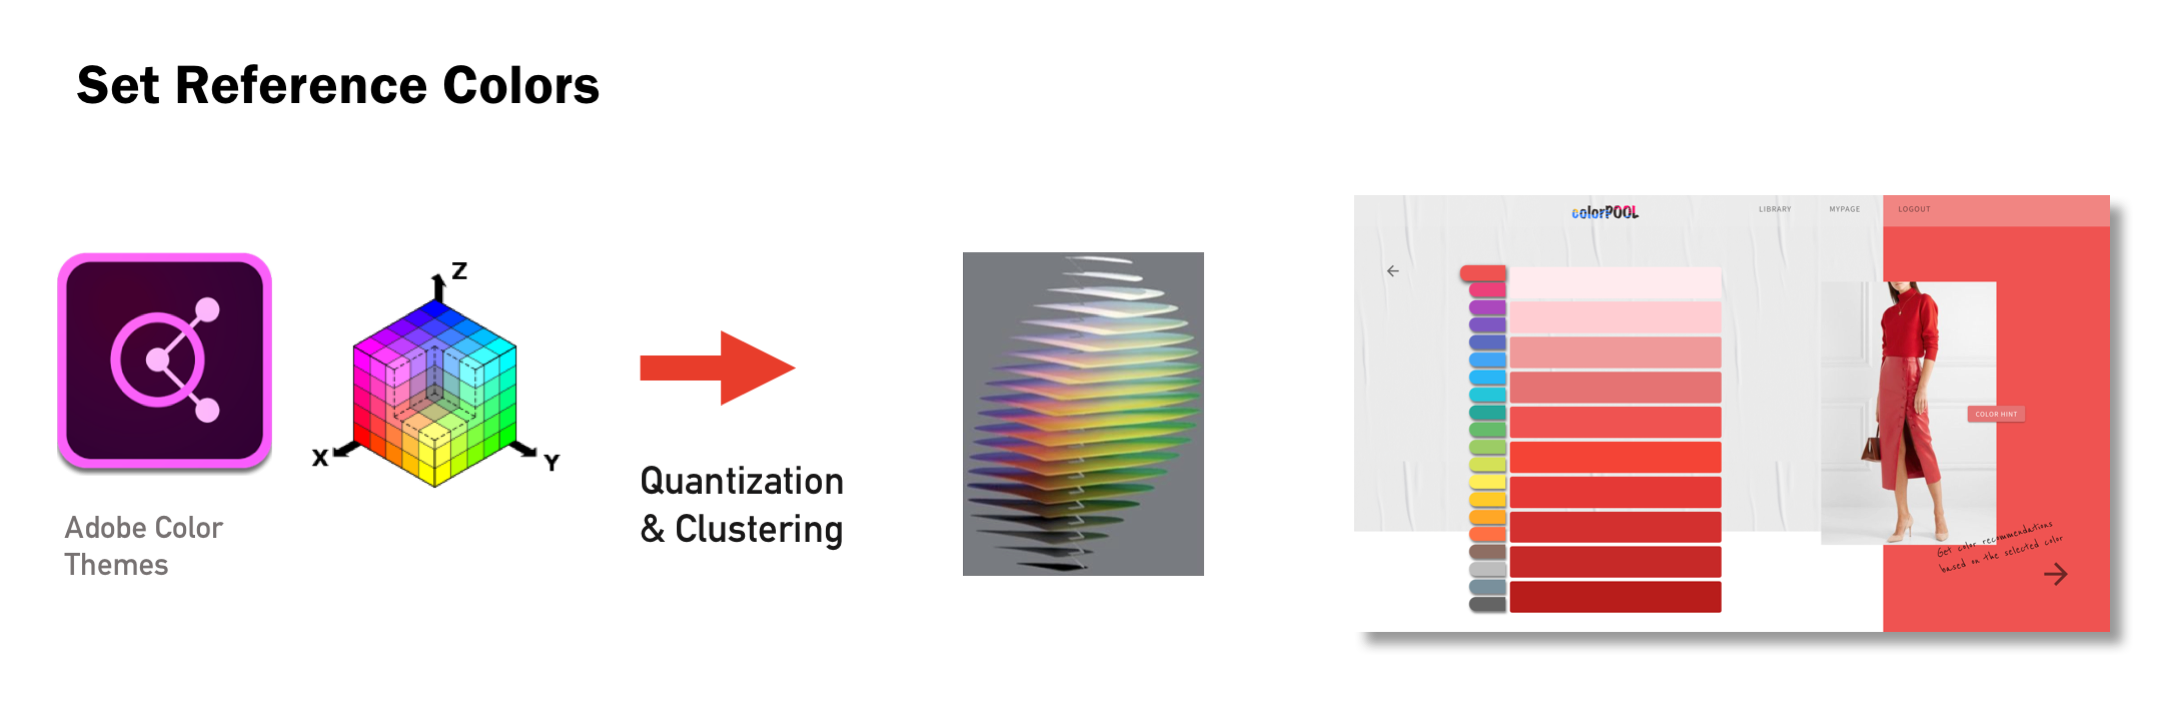 Set Reference Colors
Adobe Color
Themes
Z
X
Y
Quantization
& Clustering
colorPOOL
LIBRARY
MYPAGE
LOGOUT
COLOR HINT
Get color recommendations
based on the selected color